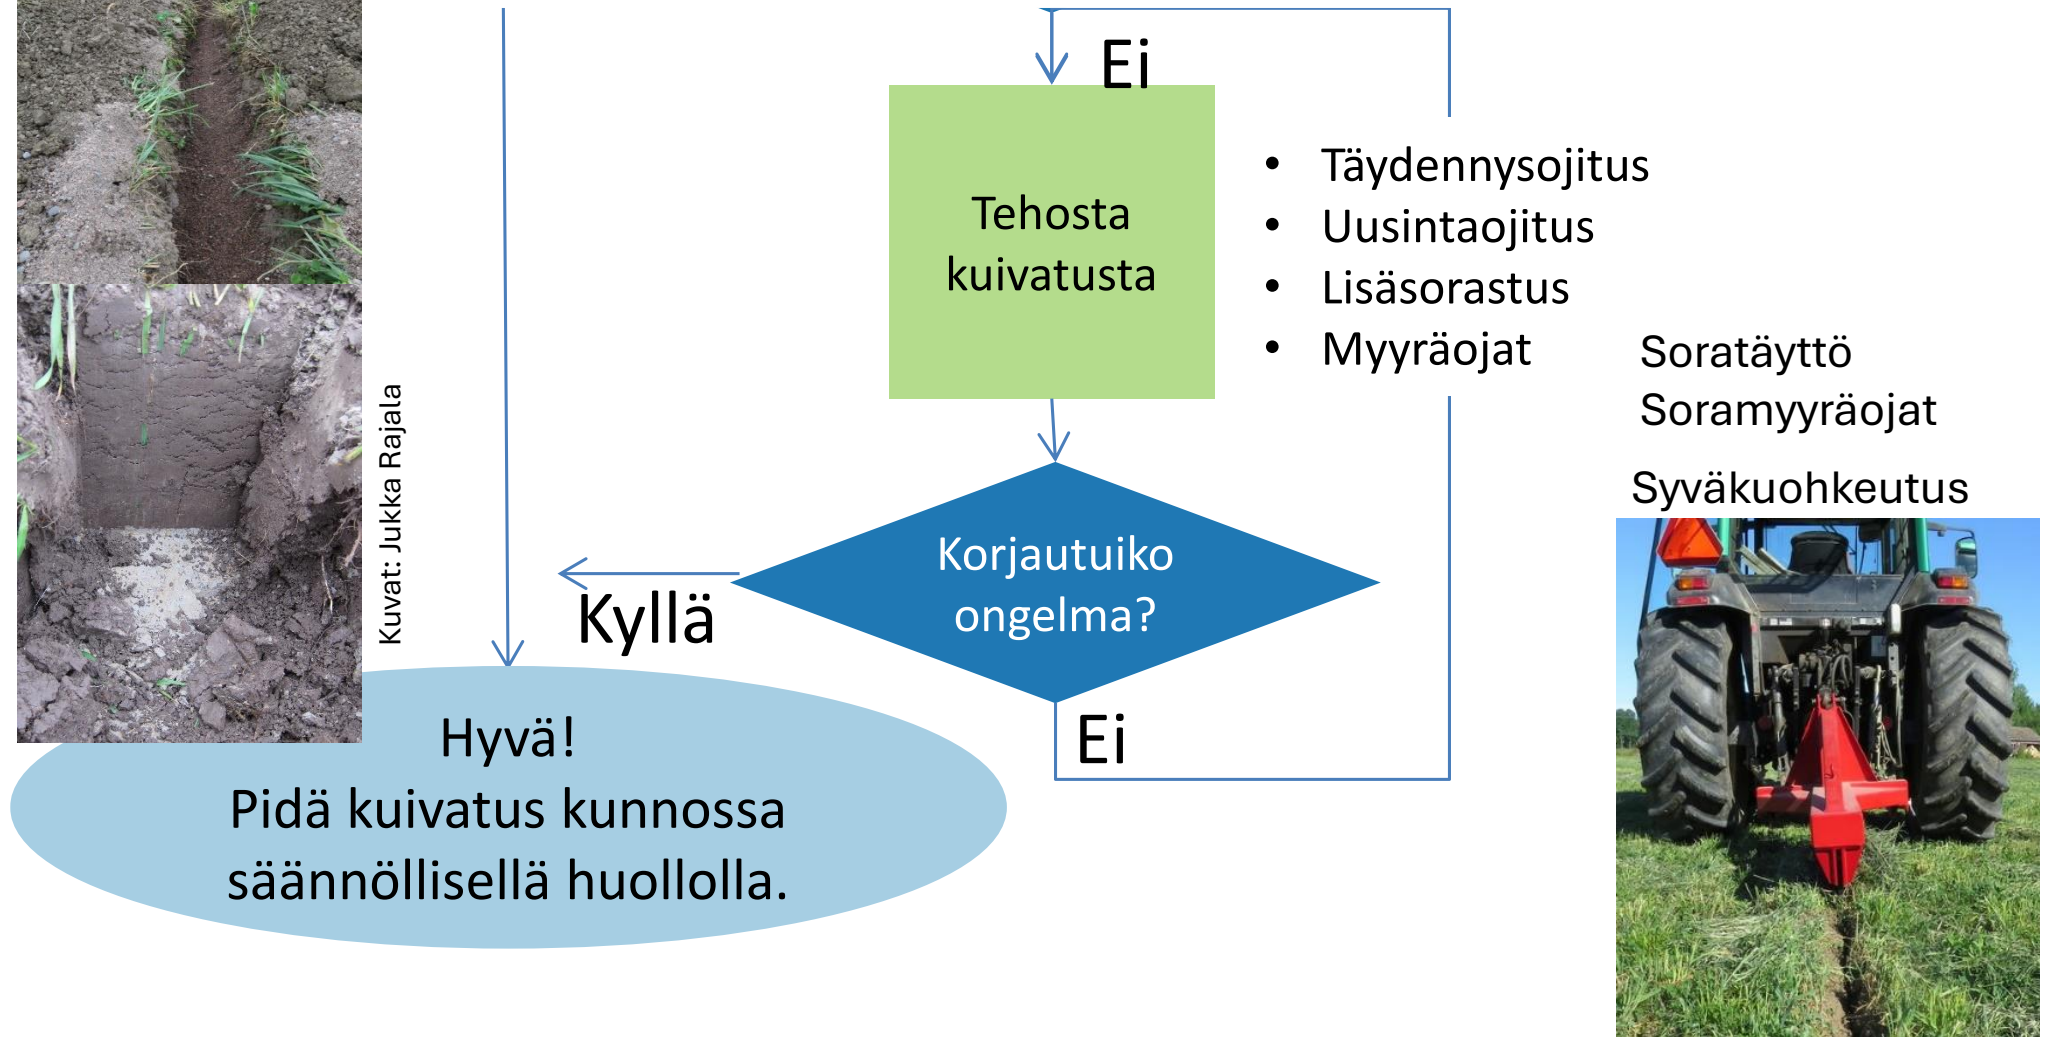 Ei
Tehosta
kuivatusta
• Täydennysojitus
• Uusintaojitus
• Lisäsorastus
• Myyräojat
Soratäyttö
Soramyyräojat
Syväkuohkeutus
Kuvat: Jukka Rajala
Korjautuiko
ongelma?
Kyllä
Ei
Hyvä!
Pidä kuivatus kunnossa
säännöllisellä huollolla.